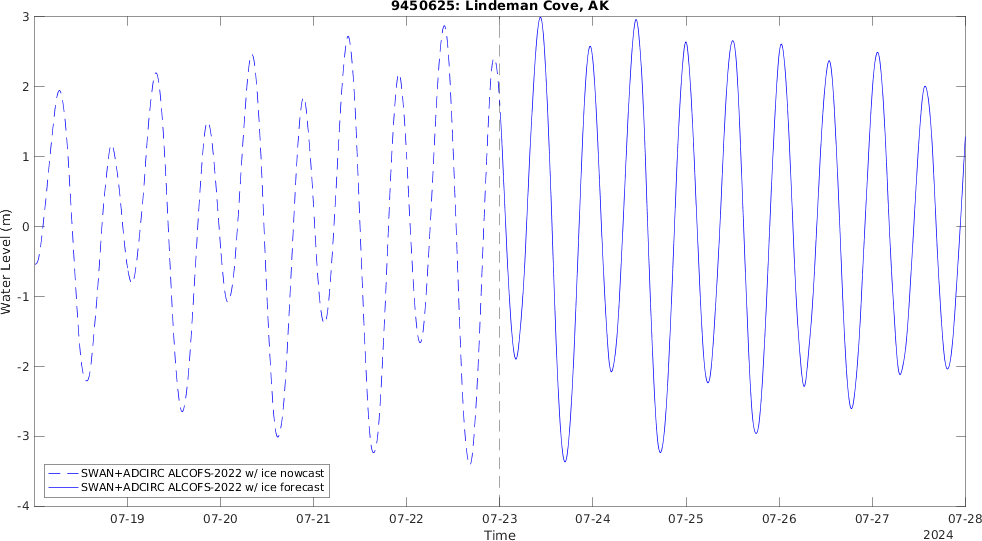 9450625: Lindeman Cove, AK
Water Level (m)
3
2
1
0
-1
-2
-3
-4
SWAN+ADCIRC ALCOFS-2022 w/ ice nowcast
SWAN+ADCIRC ALCOFS-2022 w/ ice forecast
07-19 07-20 07-21 07-22 07-23 07-24 07-25 07-26 07-27 07-28
Time
2024